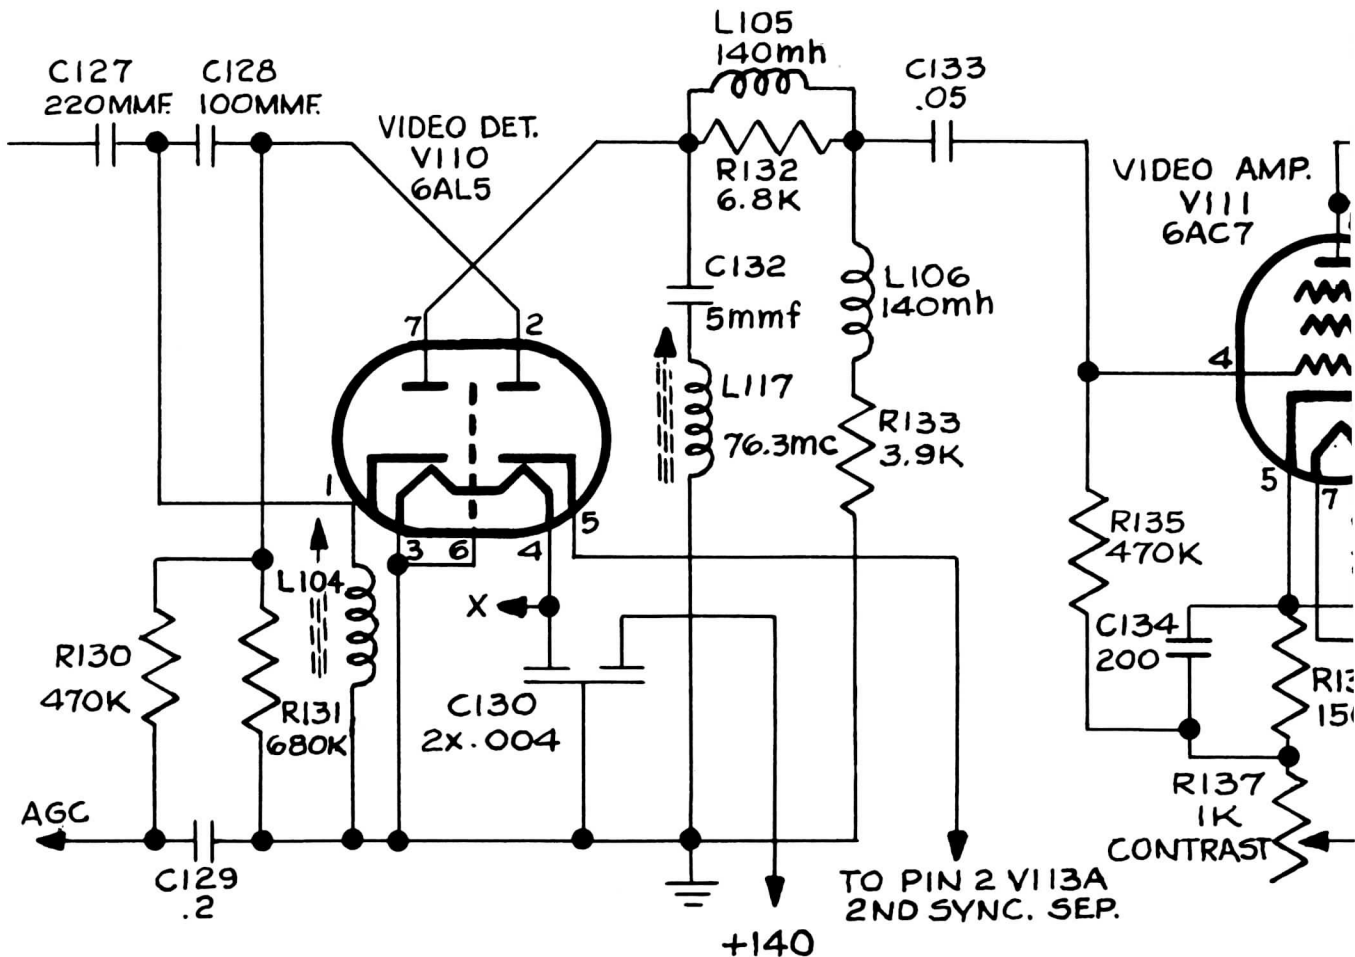 L105
140mh
C127
220MMF.
C128
100MMF.
C133
.05
VIDEO DET.
V110
6AL5
R132
6.8K
VIDEO AMP.
V111
6AC7
C132
5mmf
L106
140mh
7
2
4
L117
76.3mc
R133
3.9K
1
5
3
6
4
5
7
R135
470K
L104
X
R130
470K
R131
680K
C130
2X.004
C134
200
R13
150
R137
1K
CONTRAST
AGC
C129
.2
TO PIN 2 V113A
2ND SYNC. SEP.
+140